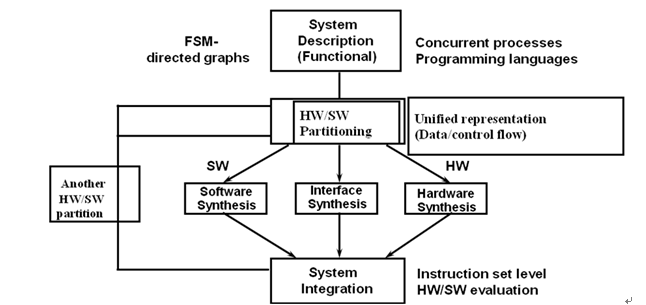 System
Description
(Functional)
FSM-
directed graphs
Concurrent processes
Programming languages
HW/SW
Partitioning
Unified representation
(Data/control flow)
SW
HW
Another
HW/SW
partition
Software
Synthesis
Interface
Synthesis
Hardware
Synthesis
System
Integration
Instruction set level
HW/SW evaluation